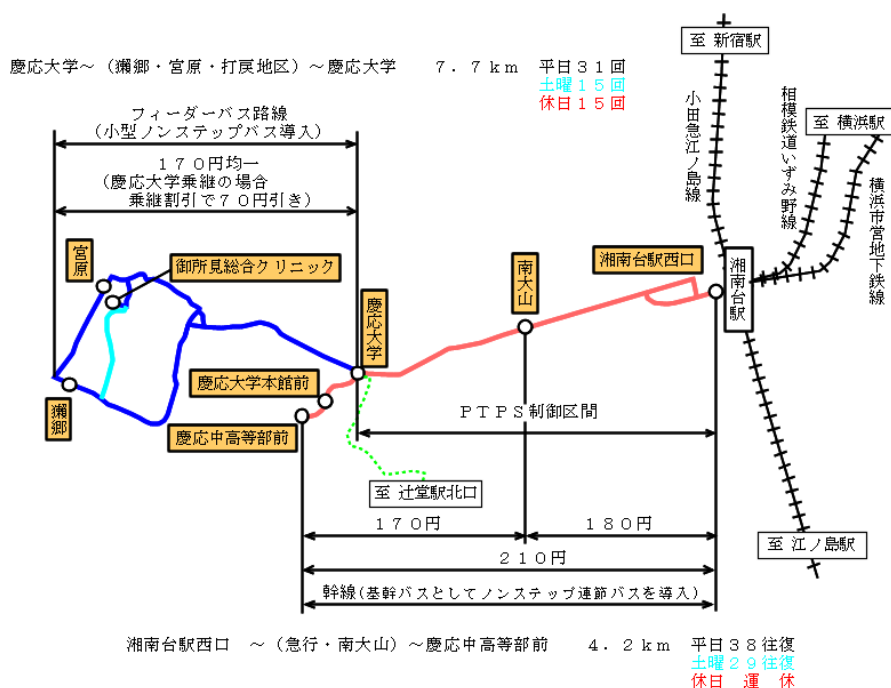 至 新宿駅
慶応大学～（獺郷・宮原・打戻地区）～慶応大学　７．７ｋｍ　平日３１回
土曜１５回
休日１５回
小田急江ノ島線
相模鉄道いずみ野線
至 横浜駅
横浜市営地下鉄線
フィーダーバス路線
（小型ノンステップバス導入）
１７０円均一
（慶応大学乗継の場合
乗継割引で７０円引き）
宮原
御所見総合クリニック
慶応大学
南大山
湘南台駅西口
湘南台駅
獺郷
慶応大学本館前
慶応中高等部前
ＰＴＰＳ制御区間
至 辻堂駅北口
１７０円
１８０円
至 江ノ島駅
２１０円
幹線（基幹バスとしてノンステップ連節バスを導入）
湘南台駅西口　～（急行・南大山）～慶応中高等部前　４．２ｋｍ　平日３８往復
土曜２９往復
休日　運　休